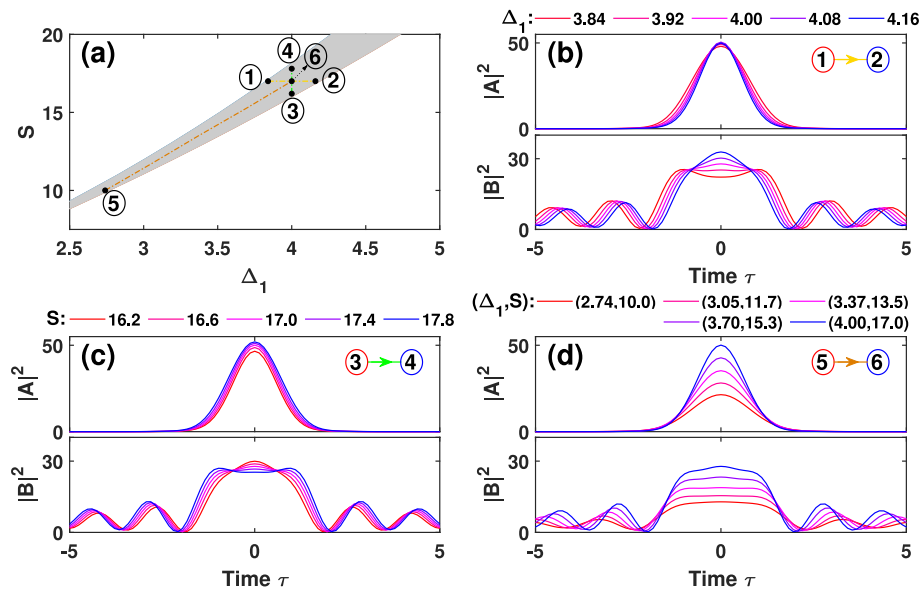 (a)
S
20
15
10
2.5 3 3.5 4 4.5 5
Δ1
1 2 3 4 5 6
Δ1: 3.84 3.92 4.00 4.08 4.16
(b)
1 2
|A|²
50
0
|B|²
30
0
-5 0 5
Time τ
S: 16.2 16.6 17.0 17.4 17.8
(c)
3 4
|A|²
50
0
|B|²
30
0
-5 0 5
Time τ
(Δ1,S): (2.74,10.0) (3.05,11.7) (3.37,13.5)
(3.70,15.3) (4.00,17.0)
(d)
5 6
|A|²
50
0
|B|²
30
0
-5 0 5
Time τ